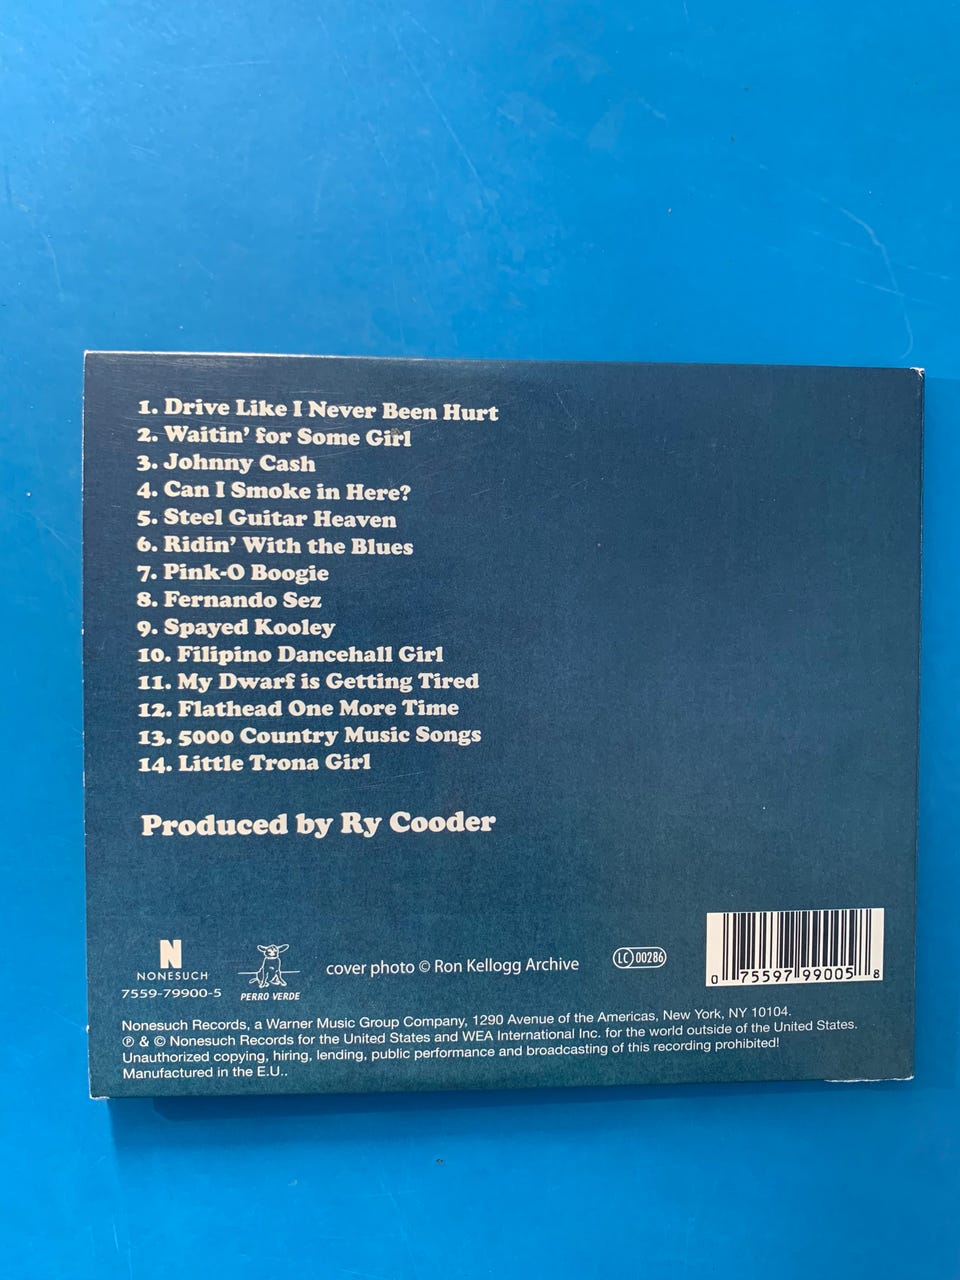 1. Drive Like I Never Been Hurt
2. Waitin' for Some Girl
3. Johnny Cash
4. Can I Smoke in Here?
5. Steel Guitar Heaven
6. Ridin' With the Blues
7. Pink-O Boogie
8. Fernando Sez
9. Spayed Kooley
10. Filipino Dancehall Girl
11. My Dwarf is Getting Tired
12. Flathead One More Time
13. 5000 Country Music Songs
14. Little Trona Girl
Produced by Ry Cooder
N
NONESUCH
7559-79900-5
PERRO VERDE
cover photo © Ron Kellogg Archive
LC 00286
0 75597 99005 8
Nonesuch Records, a Warner Music Group Company, 1290 Avenue of the Americas, New York, NY 10104.
℗ & © Nonesuch Records for the United States and WEA International Inc. for the world outside of the United States.
Unauthorized copying, hiring, lending, public performance and broadcasting of this recording prohibited!
Manufactured in the E.U..